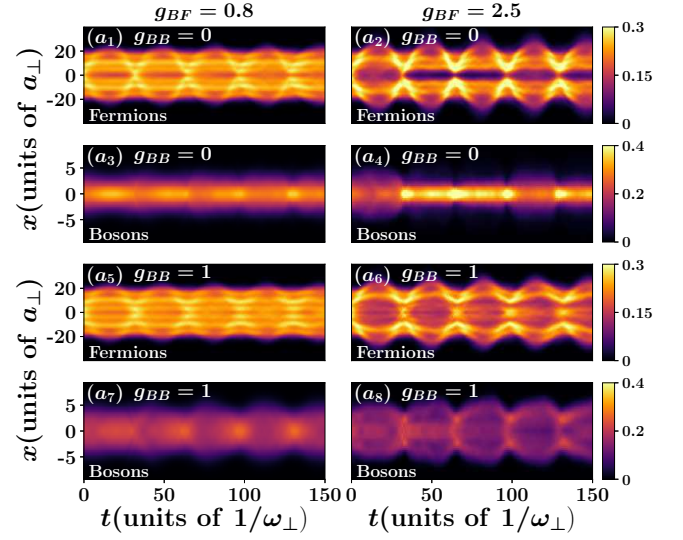 g_BF = 0.8 g_BF = 2.5
(a₁) g_BB = 0 (a₂) g_BB = 0 0.3
20
0 0.15
-20
Fermions Fermions 0
(a₃) g_BB = 0 (a₄) g_BB = 0 0.4
5
0 0.2
-5
Bosons Bosons 0
x(units of a_⊥)
(a₅) g_BB = 1 (a₆) g_BB = 1 0.3
20
0 0.15
-20
Fermions Fermions 0
(a₇) g_BB = 1 (a₈) g_BB = 1 0.4
5
0 0.2
-5
Bosons Bosons 0
x(units of a_⊥)
0 50 100 150 0 50 100 150
t(units of 1/ω_⊥) t(units of 1/ω_⊥)